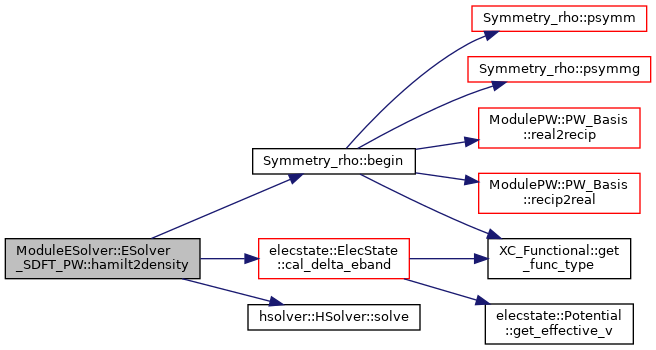 Symmetry_rho::psymm
Symmetry_rho::psymmg
ModulePW::PW_Basis
::real2recip
Symmetry_rho::begin
ModulePW::PW_Basis
::recip2real
ModuleESolver::ESolver
_SDFT_PW::hamilt2density
elecstate::ElecState
::cal_delta_eband
XC_Functional::get
_func_type
hsolver::HSolver::solve
elecstate::Potential
::get_effective_v